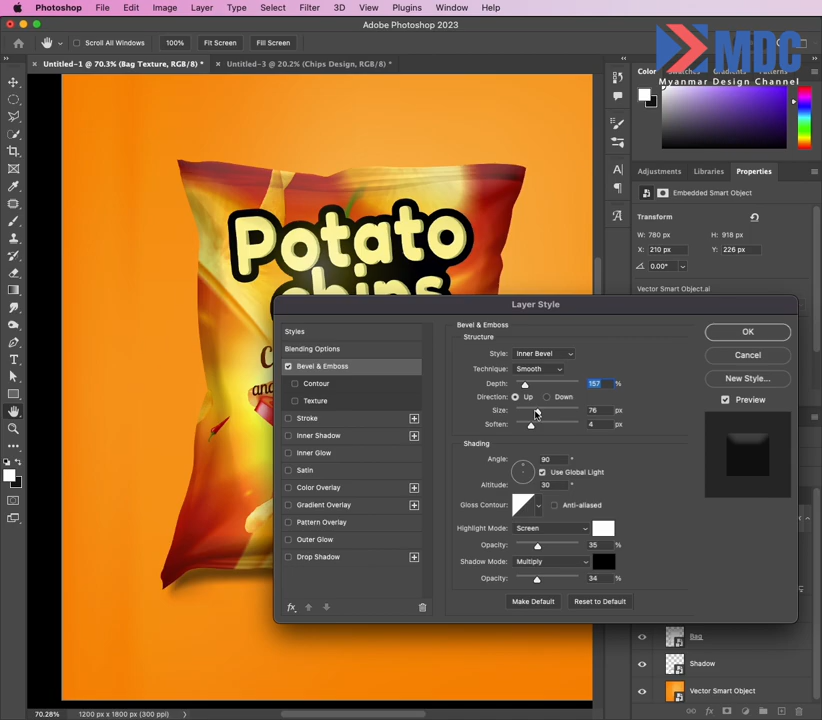 Photoshop File Edit Image Layer Type Select Filter 3D View Plugins Window Help
Adobe Photoshop 2023
MDC
Myanmar Design Channel
Scroll All Windows 100% Fit Screen Fill Screen
× Untitled-1 @ 70.3% (Bag Texture, RGB/8) * × Untitled-3 @ 20.2% (Chips Design, RGB/8) *
Color Swatches Gradients Patterns
Adjustments Libraries Properties
Embedded Smart Object
Transform
W: 780 px H: 918 px
X: 210 px Y: 226 px
0.00°
Vector Smart Object.ai
Potato
chips
Layer Style
Styles
Blending Options
Bevel & Emboss
Contour
Texture
Stroke
Inner Shadow
Inner Glow
Satin
Color Overlay
Gradient Overlay
Pattern Overlay
Outer Glow
Drop Shadow
fx
Bevel & Emboss
Structure
Style: Inner Bevel
Technique: Smooth
Depth: 157 %
Direction: Up Down
Size: 76 px
Soften: 4 px
Shading
Angle: 90 °
Use Global Light
Altitude: 30 °
Gloss Contour: Anti-aliased
Highlight Mode: Screen
Opacity: 35 %
Shadow Mode: Multiply
Opacity: 34 %
Make Default Reset to Default
OK
Cancel
New Style...
Preview
Bag
Shadow
Vector Smart Object
fx
70.28% 1200 px x 1800 px (300 ppi)